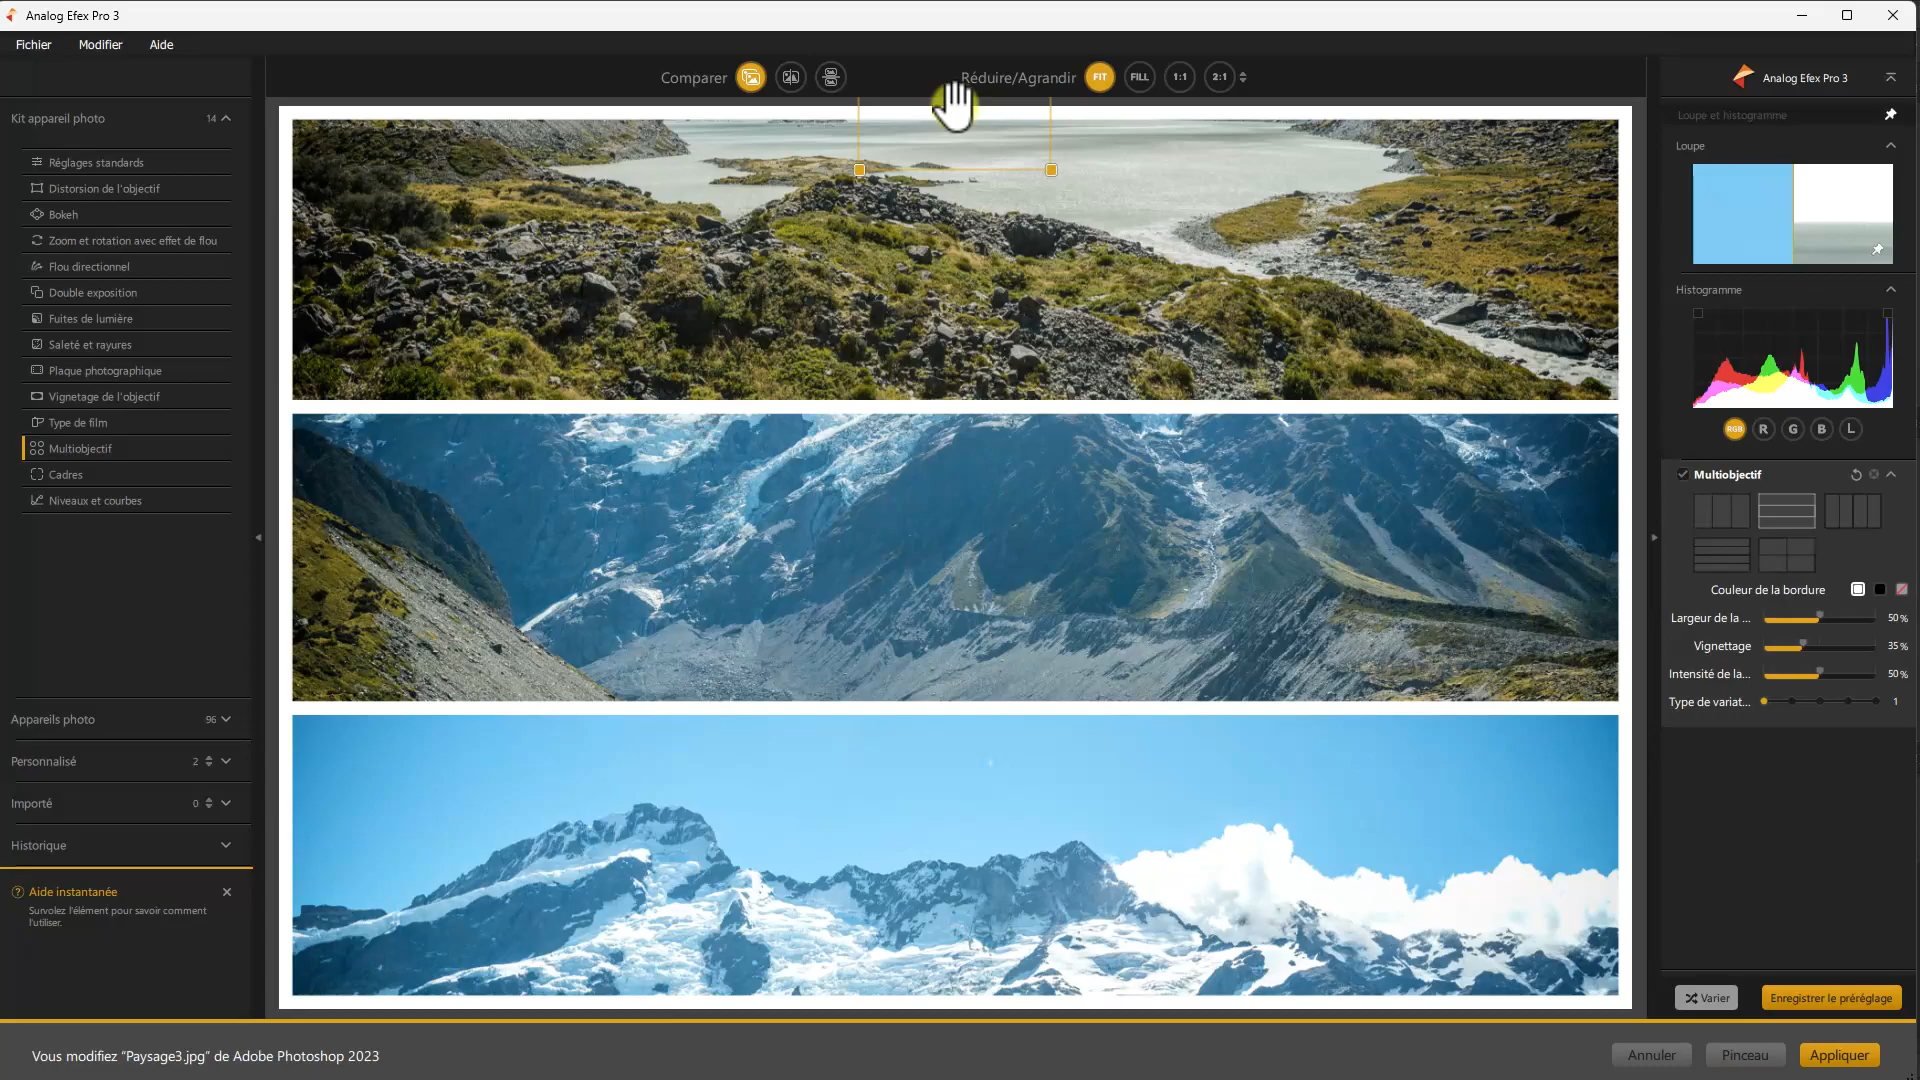 Analog Efex Pro 3
Fichier Modifier Aide
Comparer
Réduire/Agrandir FIT FILL 1:1 2:1
Analog Efex Pro 3
Kit appareil photo 14
Réglages standards
Distorsion de l'objectif
Bokeh
Zoom et rotation avec effet de flou
Flou directionnel
Double exposition
Fuites de lumière
Saleté et rayures
Plaque photographique
Vignetage de l'objectif
Type de film
Multiobjectif
Cadres
Niveaux et courbes
Appareils photo 96
Personnalisé 2
Importé 0
Historique
Aide instantanée
Survolez l'élément pour savoir comment
l'utiliser.
Loupe et histogramme
Loupe
Histogramme
RGB R G B L
Multiobjectif
Couleur de la bordure
Largeur de la ... 50%
Vignettage 35%
Intensité de la... 50%
Type de variat... 1
Varier Enregistrer le préréglage
Vous modifiez "Paysage3.jpg" de Adobe Photoshop 2023
Annuler Pinceau Appliquer